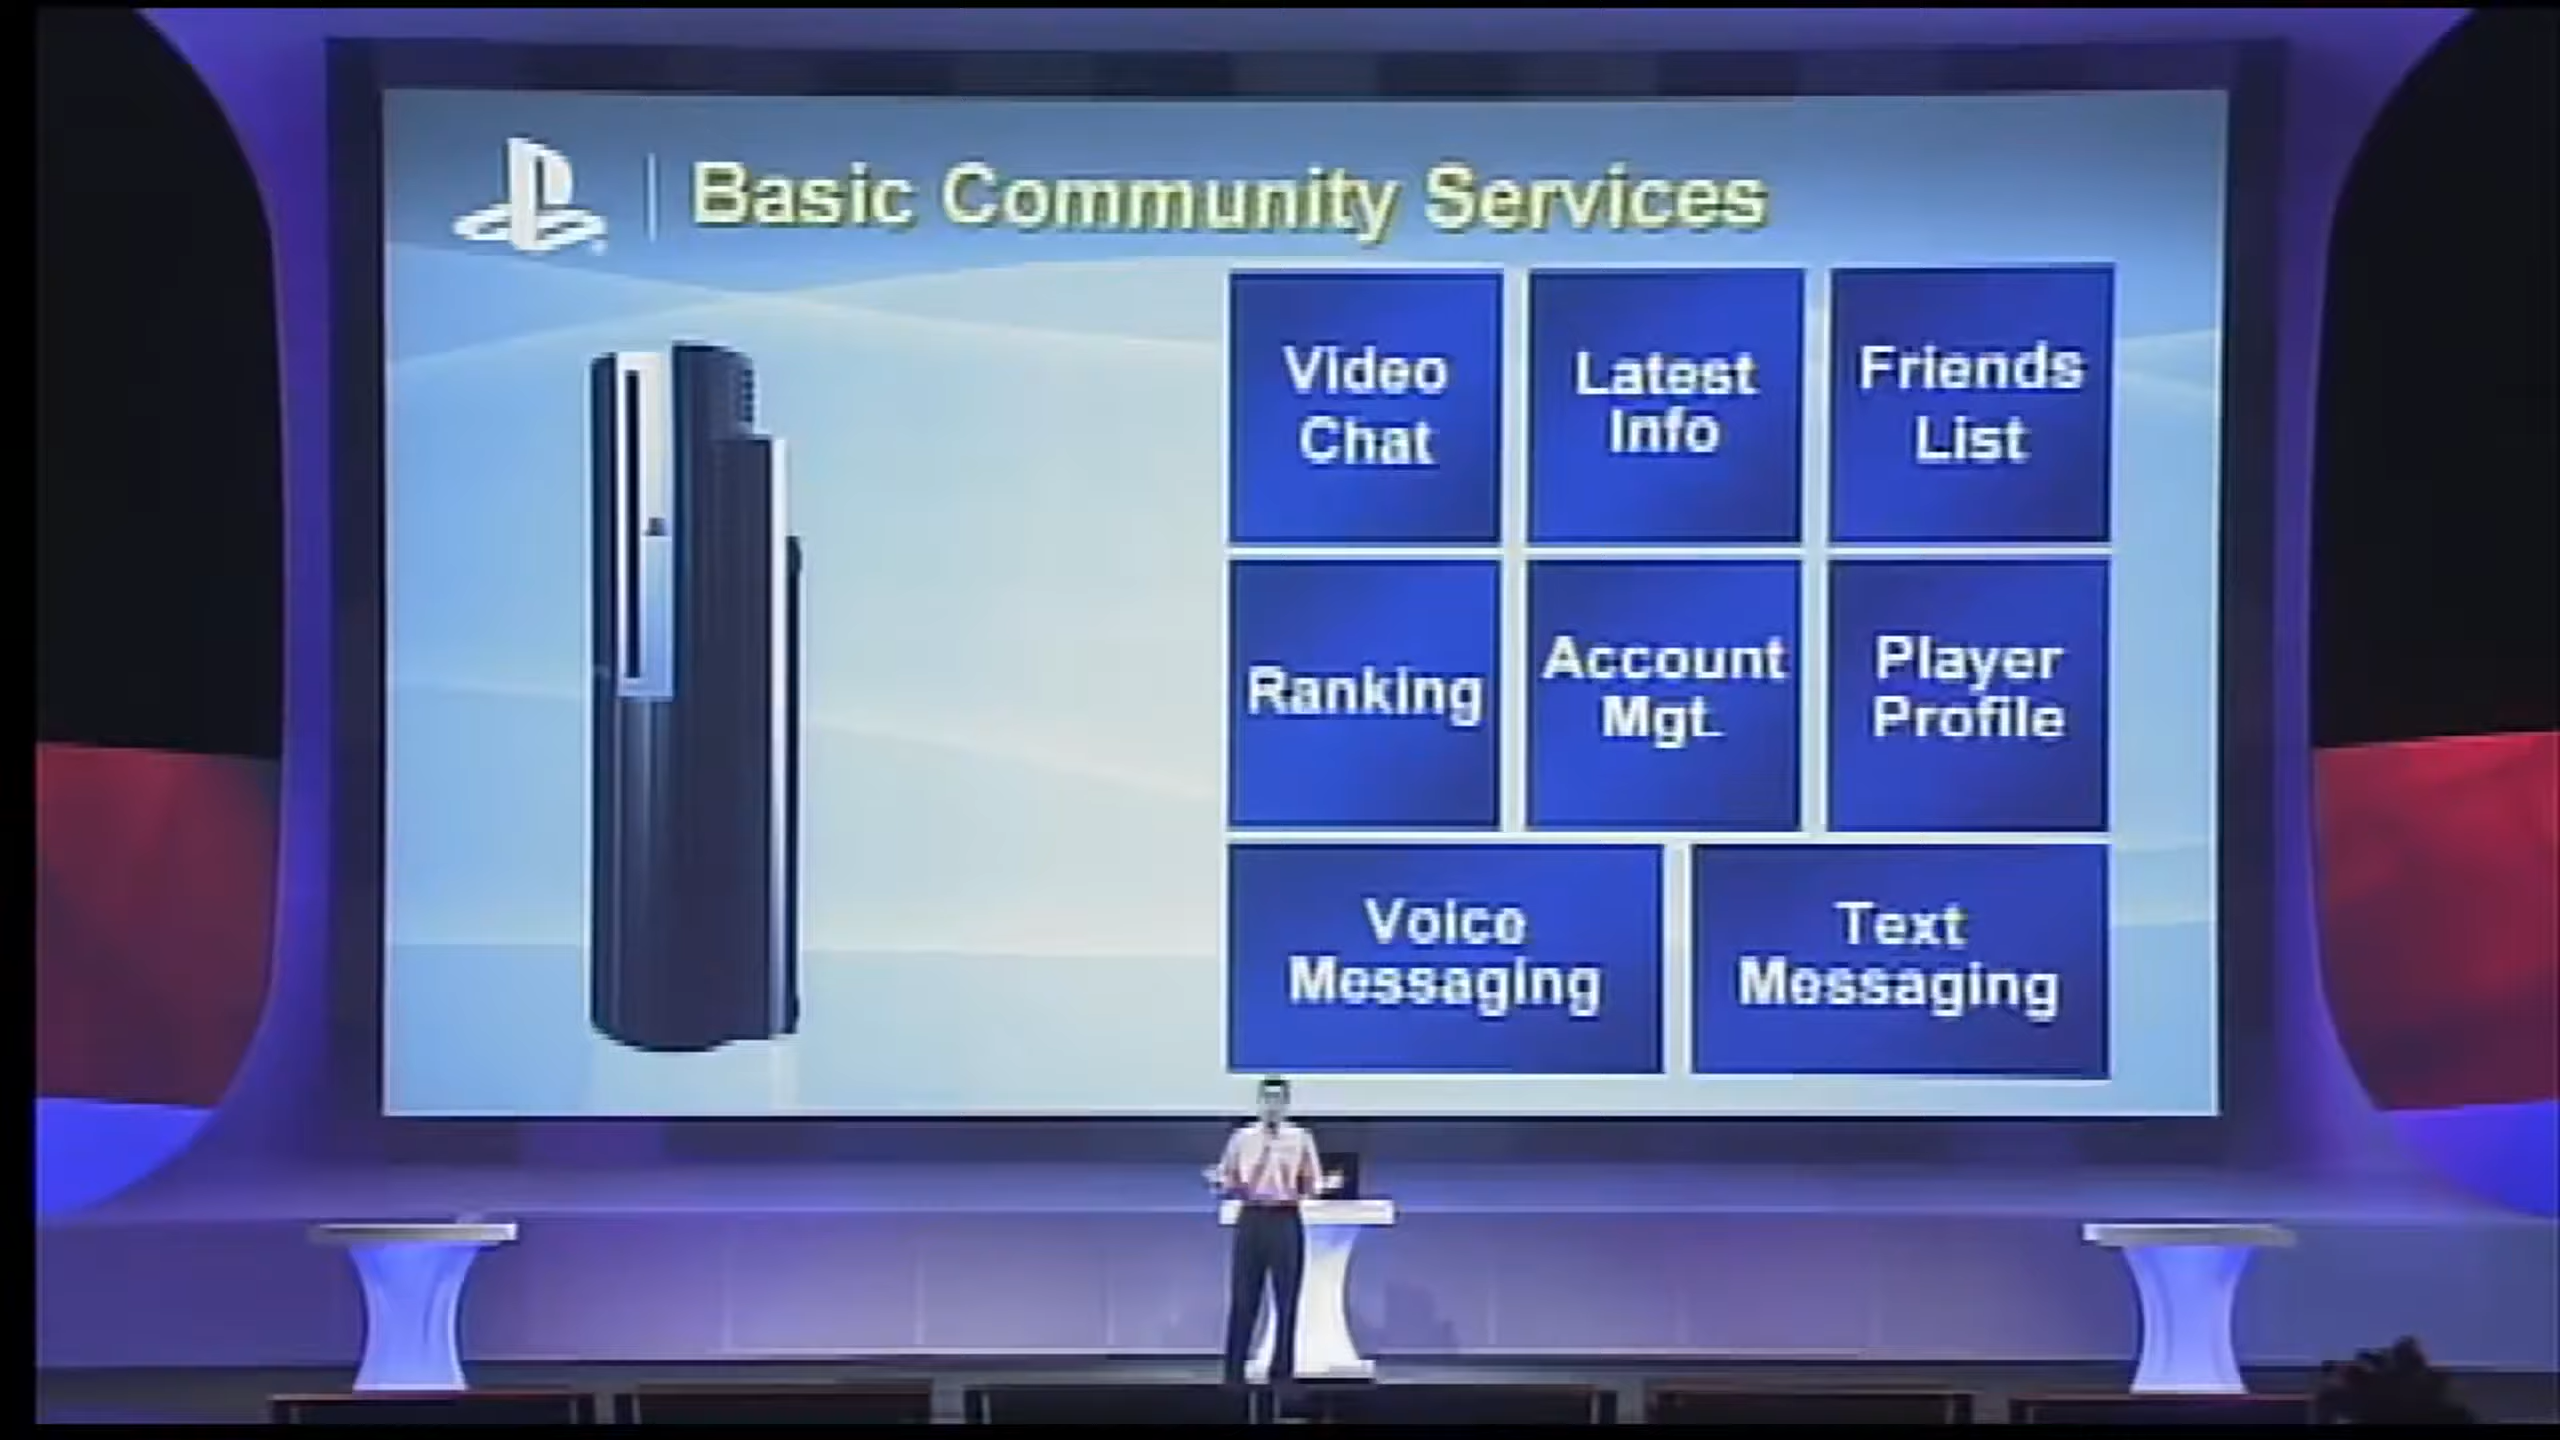 Basic Community Services
Video
Chat
Latest
Info
Friends
List
Ranking
Account
Mgt.
Player
Profile
Voice
Messaging
Text
Messaging